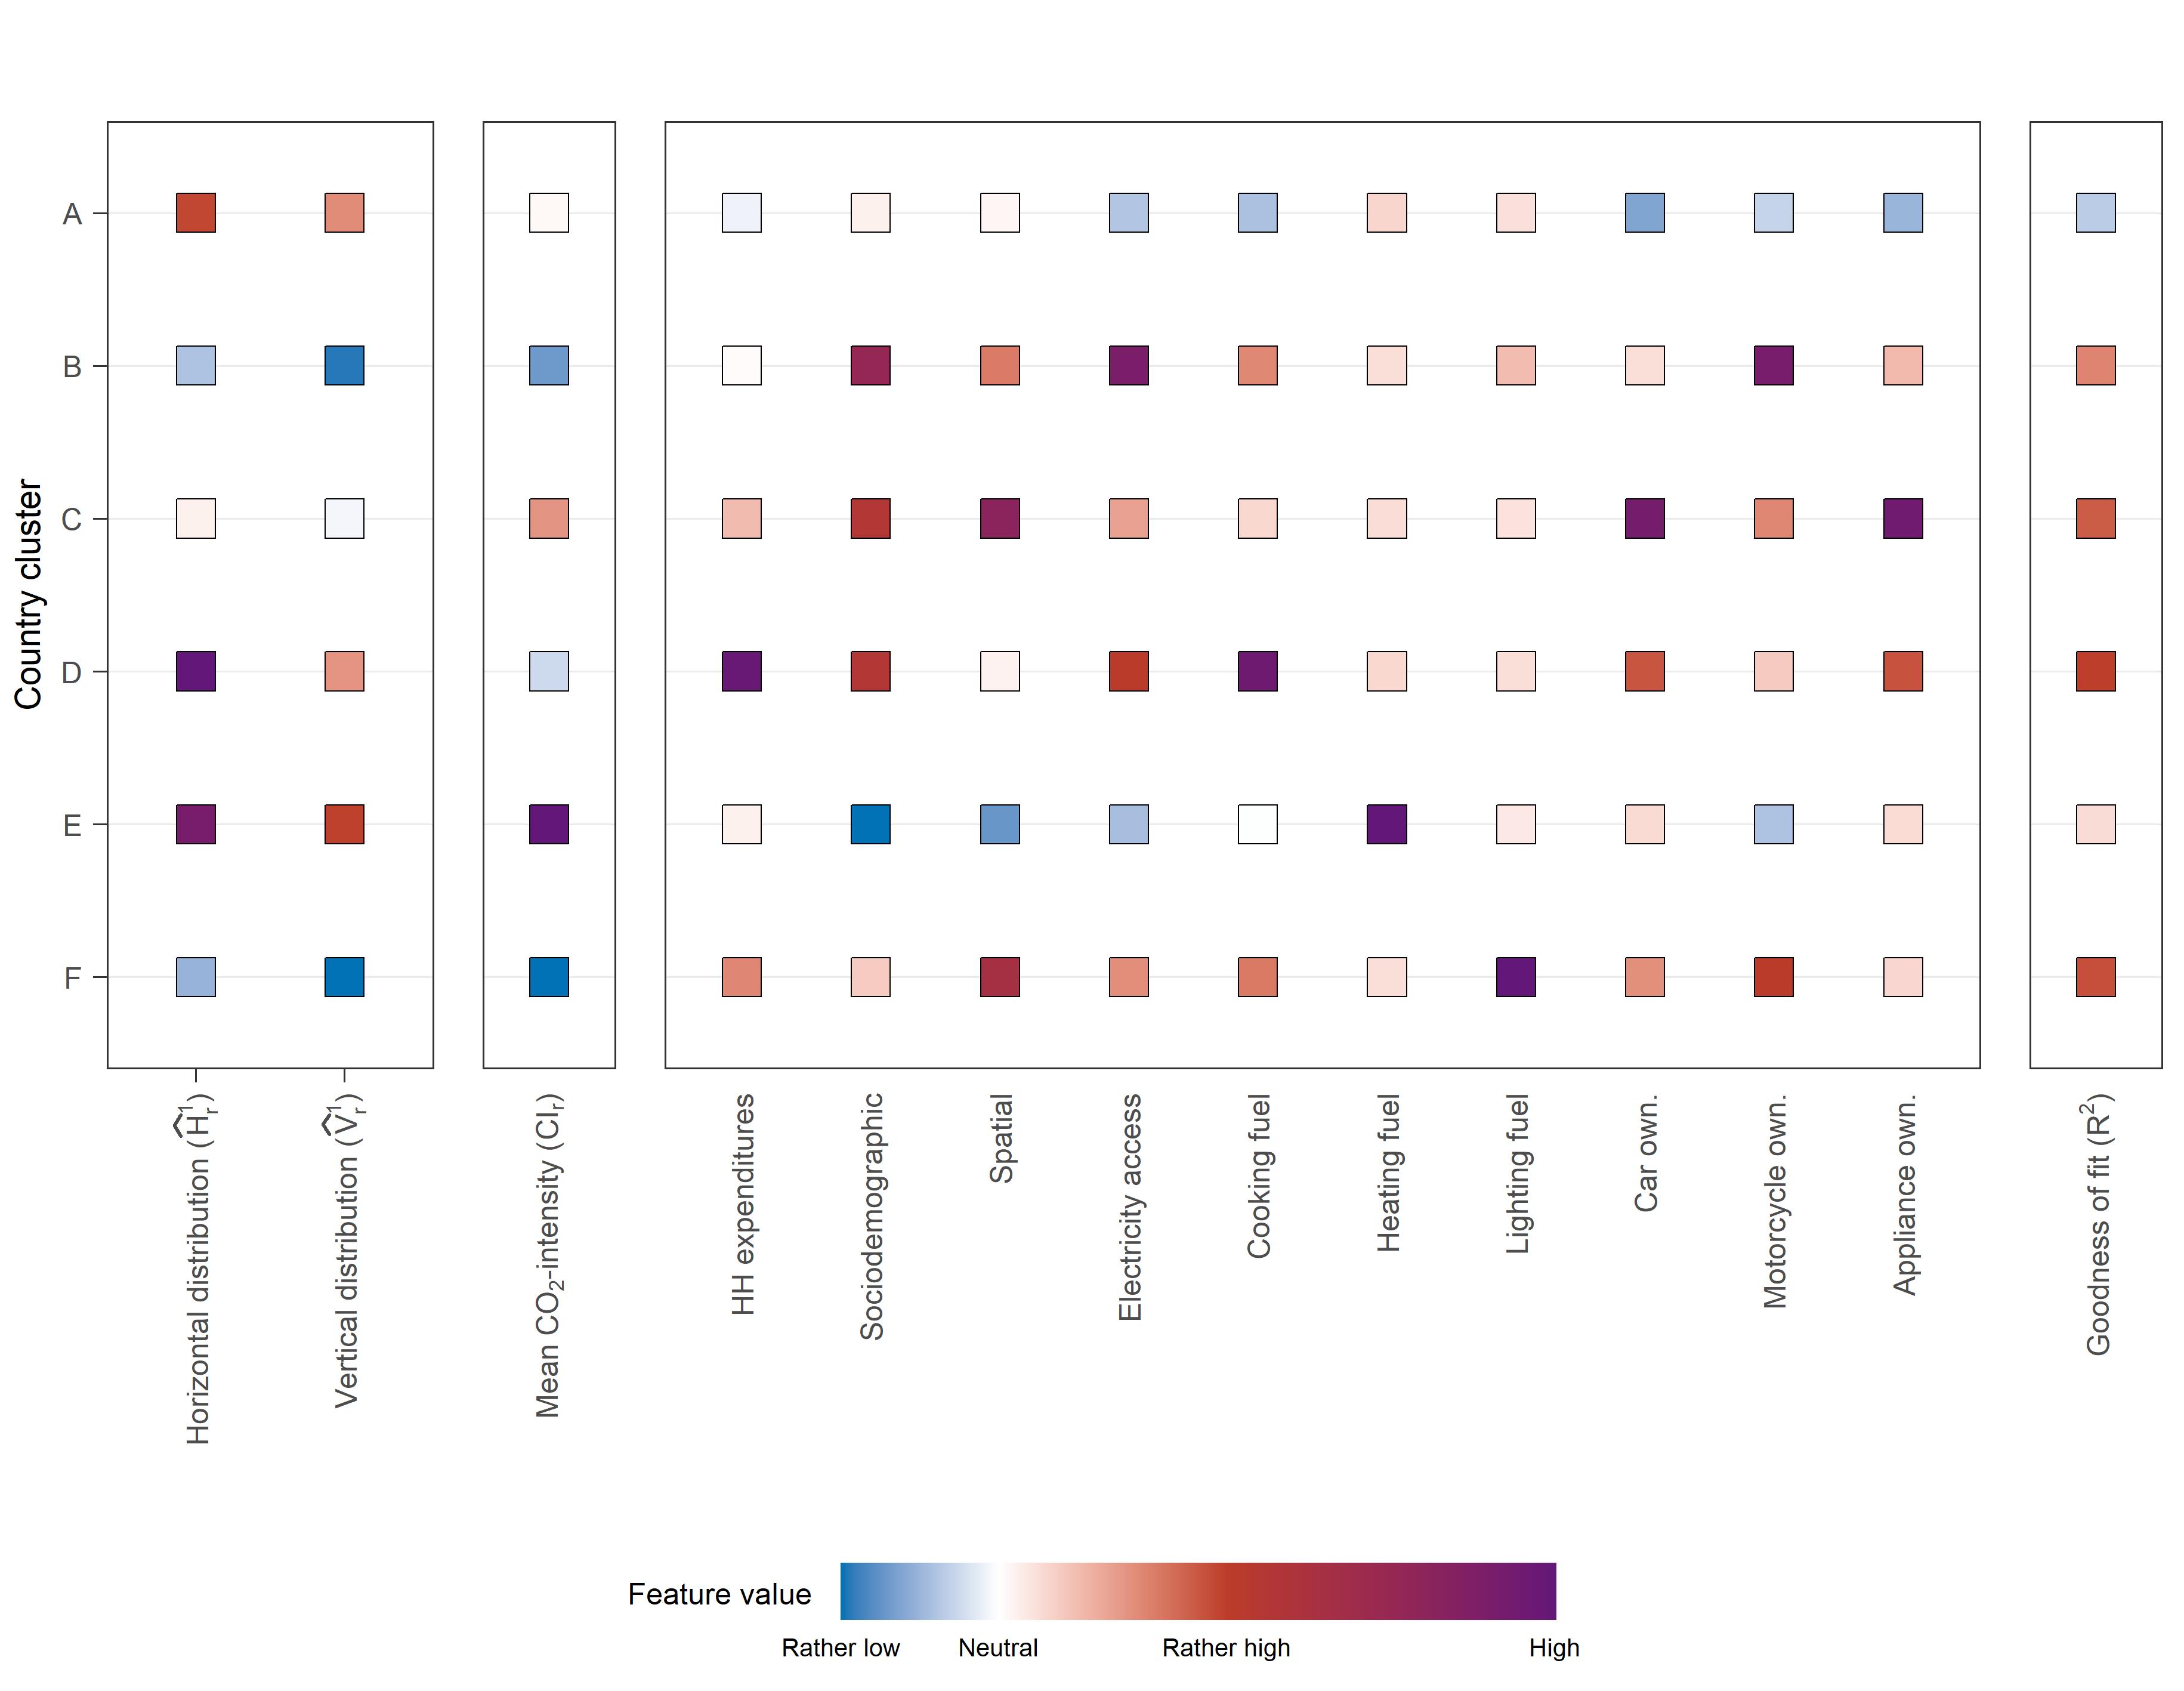 Country cluster
A
B
C
D
E
F
Horizontal distribution (Ĥ¹ᵣ)
Vertical distribution (V̂¹ᵣ)
Mean CO₂-intensity (CIᵣ)
HH expenditures
Sociodemographic
Spatial
Electricity access
Cooking fuel
Heating fuel
Lighting fuel
Car own.
Motorcycle own.
Appliance own.
Goodness of fit (R²)
Feature value
Rather low Neutral Rather high High